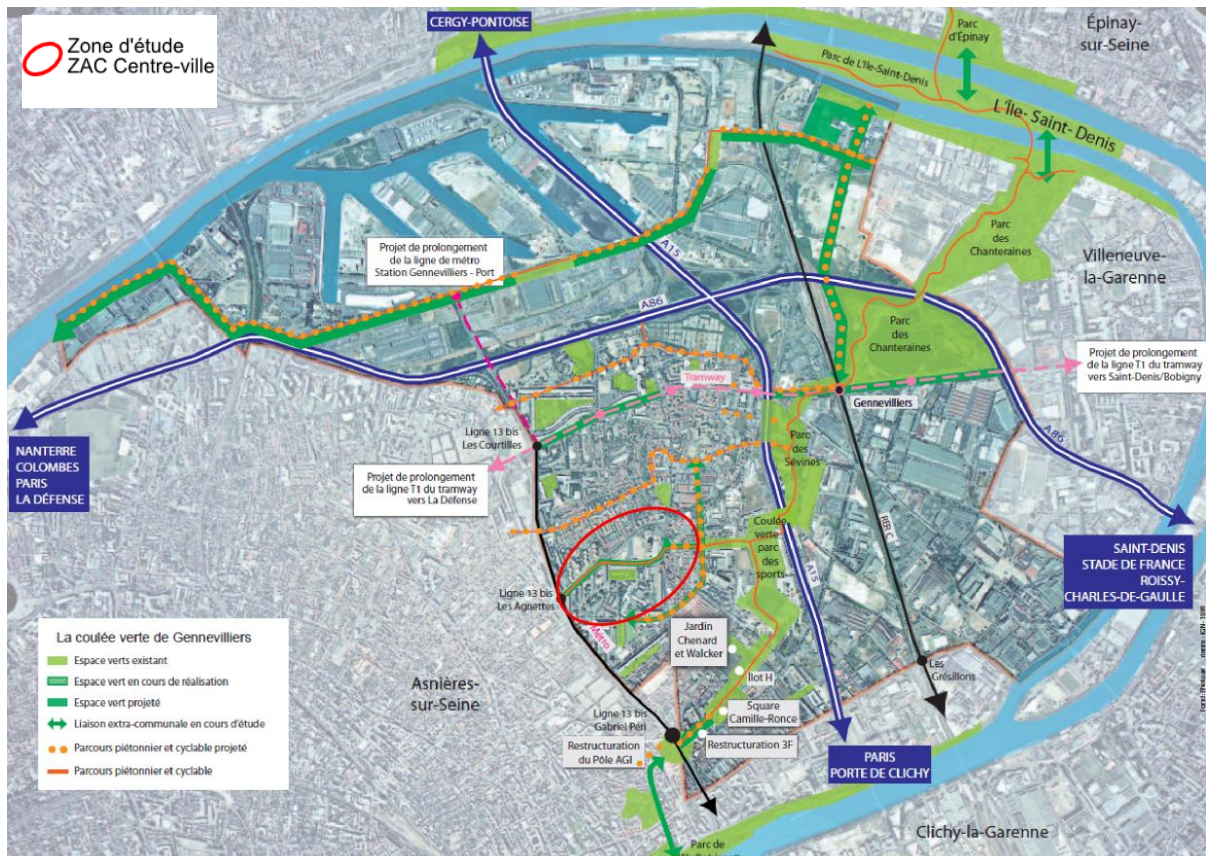 Zone d'étude
ZAC Centre-ville
CERGY-PONTOISE
Parc
d'Épinay
Épinay
-sur-Seine
Parc de L'Ile-Saint-Denis
L'Île- Saint- Denis
Projet de prolongement
de la ligne de métro
Station Gennevilliers - Port
A15
A86
Parc
des
Chanteraines
Villeneuve-
la-Garenne
Parc
des
Chanteraines
Projet de prolongement
de la ligne T1 du tramway
vers Saint-Denis/Bobigny
Tramway
Gennevilliers
A86
Ligne 13 bis
Les Courtilles
NANTERRE
COLOMBES
PARIS
LA DÉFENSE
Projet de prolongement
de la ligne T1 du tramway
vers La Défense
Parc
des
Sévines
RER C
Coulée
verte
parc
des
sports
A15
SAINT-DENIS
STADE DE FRANCE
ROISSY-
CHARLES-DE-GAULLE
Ligne 13 bis
Les Agnettes
Métro
Jardin
Chenard
et Walcker
Ilot H
Les
Grésillons
Asnières-
sur-Seine
Square
Camille-Ronce
Ligne 13 bis
Gabriel Péri
Restructuration 3F
Restructuration
du Pôle AGI
PARIS
PORTE DE CLICHY
Clichy-la-Garenne
Parc de
La coulée verte de Gennevilliers
Espace verts existant
Espace vert en cours de réalisation
Espace vert projeté
Liaison extra-communale en cours d'étude
Parcours piétonnier et cyclable projeté
Parcours piétonnier et cyclable